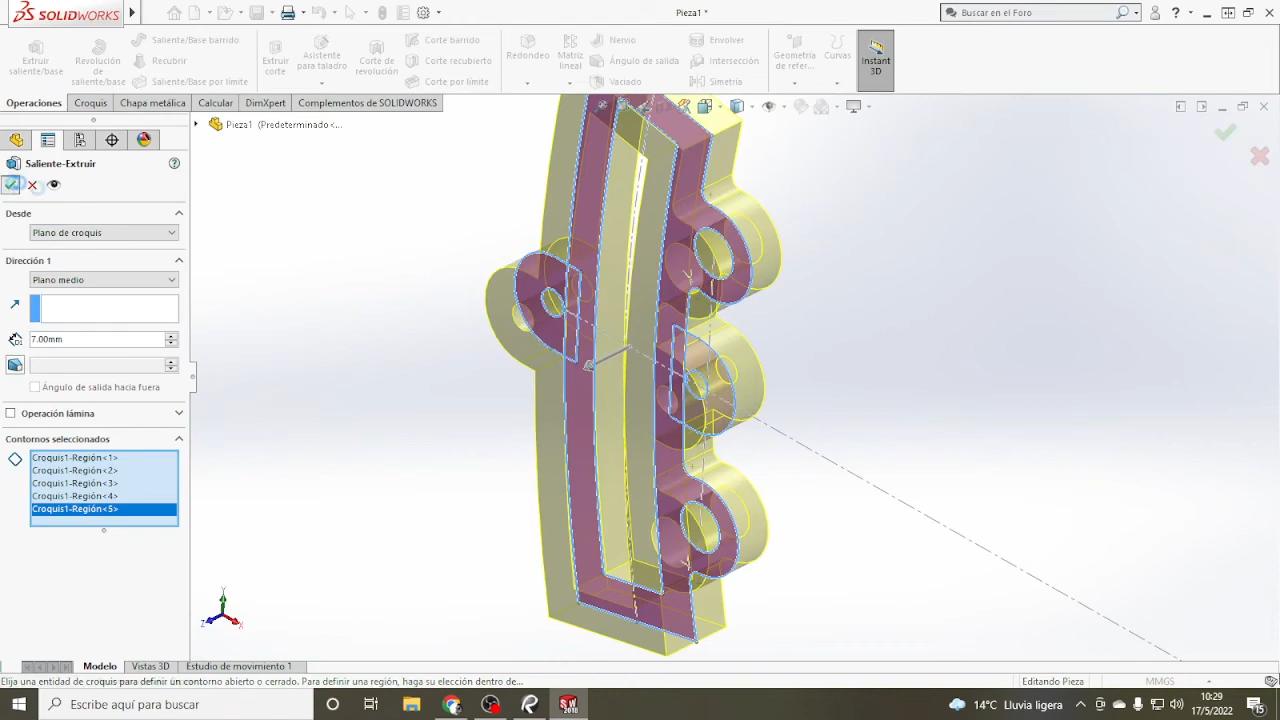 SOLIDWORKS
Pieza1 *
Buscar en el Foro
Extruir saliente/base
Revolución de saliente/base
Saliente/Base barrido
Recubrir
Saliente/Base por límite
Extruir corte
Asistente para taladro
Corte de revolución
Corte barrido
Corte recubierto
Corte por límite
Redondeo
Matriz lineal
Nervio
Ángulo de salida
Vaciado
Envolver
Intersección
Simetría
Geometría de refer...
Curvas
Instant 3D
Operaciones
Croquis
Chapa metálica
Calcular
DimXpert
Complementos de SOLIDWORKS
Pieza1 (Predeterminado <...
Saliente-Extruir
Desde
Plano de croquis
Dirección 1
Plano medio
7.00mm
Ángulo de salida hacia fuera
Operación lámina
Contornos seleccionados
Croquis1-Región<1>
Croquis1-Región<2>
Croquis1-Región<3>
Croquis1-Región<4>
Croquis1-Región<5>
Y
Z
X
Modelo
Vistas 3D
Estudio de movimiento 1
Elija una entidad de croquis para definir un contorno abierto o cerrado. Para definir una región, haga su elección dentro de...
Editando Pieza
MMGS
Escribe aquí para buscar
14°C Lluvia ligera
10:29
17/5/2022
15